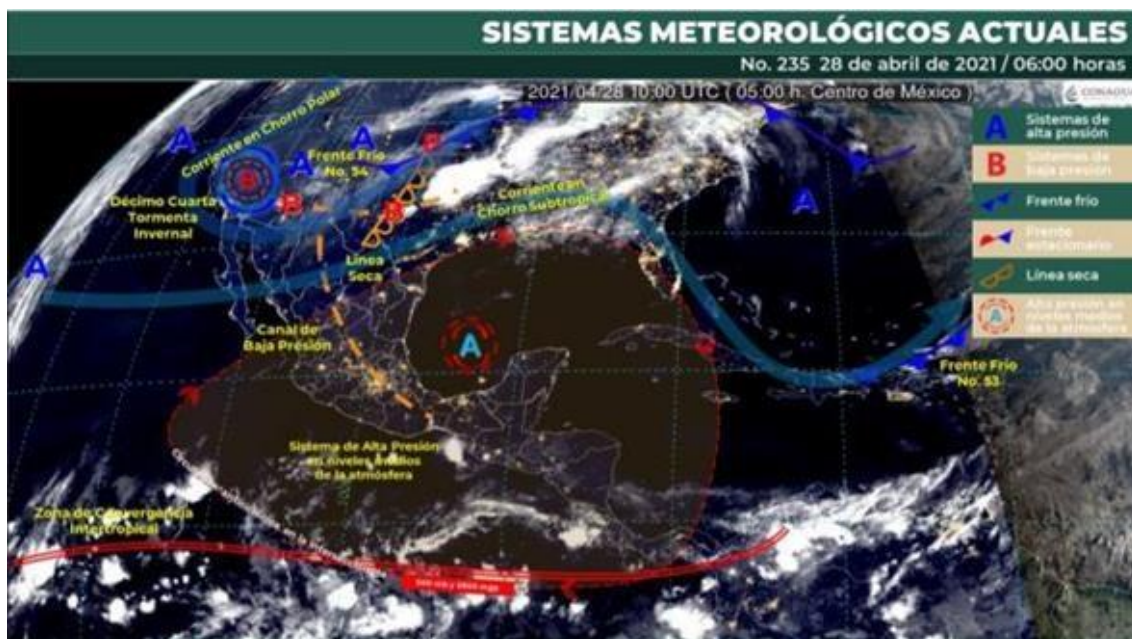 SISTEMAS METEOROLÓGICOS ACTUALES
No. 235 28 de abril de 2021 / 06:00 horas
2021/04/28 10:00 UTC ( 05:00 h. Centro de México )
CONAGUA
A
Sistemas de
alta presión
B
Sistemas de
baja presión
Frente frío
Frente
estacionario
Línea seca
A
Alta presión en
niveles medios
de la atmósfera
A
Corriente en Chorro Polar
A
A
Frente Frío
No. 54
B
B
B
B
Décimo Cuarta
Tormenta
Invernal
Corriente en
Chorro Subtropical
A
A
Línea
Seca
Canal de
Baja Presión
A
Frente Frío
No. 53
Sistema de Alta Presión
en niveles medios
de la atmósfera
Zona de Convergencia
Intertropical